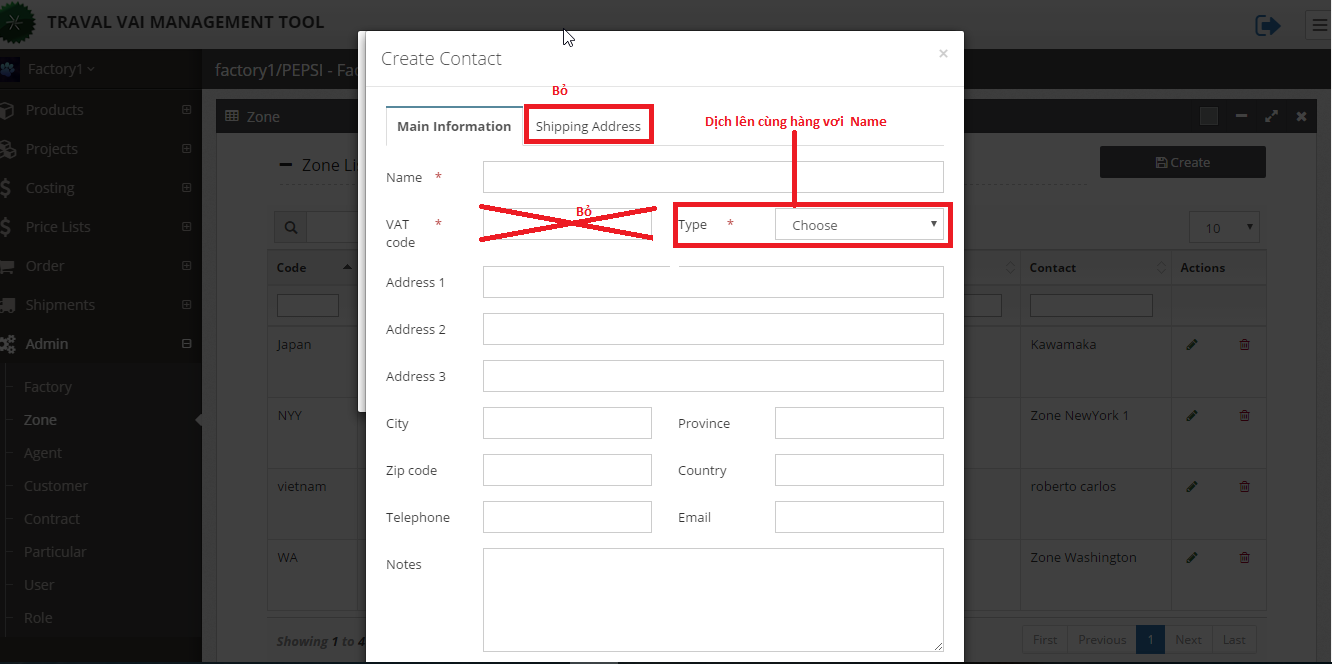 TRAVAL VAI MANAGEMENT TOOL
Factory1
factory1/PEPSI - Fac
Products
Projects
Costing
Price Lists
Order
Shipments
Admin
Factory
Zone
Agent
Customer
Contract
Particular
User
Role
Zone
Zone Li
Create
10
Code
Contact
Actions
Japan
Kawamaka
NYY
Zone NewYork 1
vietnam
roberto carlos
WA
Zone Washington
Showing 1 to 4
First Previous 1 Next Last
Create Contact
×
Bỏ
Main Information
Shipping Address
Dịch lên cùng hàng vơi Name
Name *
VAT code *
Bỏ
Type * Choose
Address 1
Address 2
Address 3
City
Province
Zip code
Country
Telephone
Email
Notes